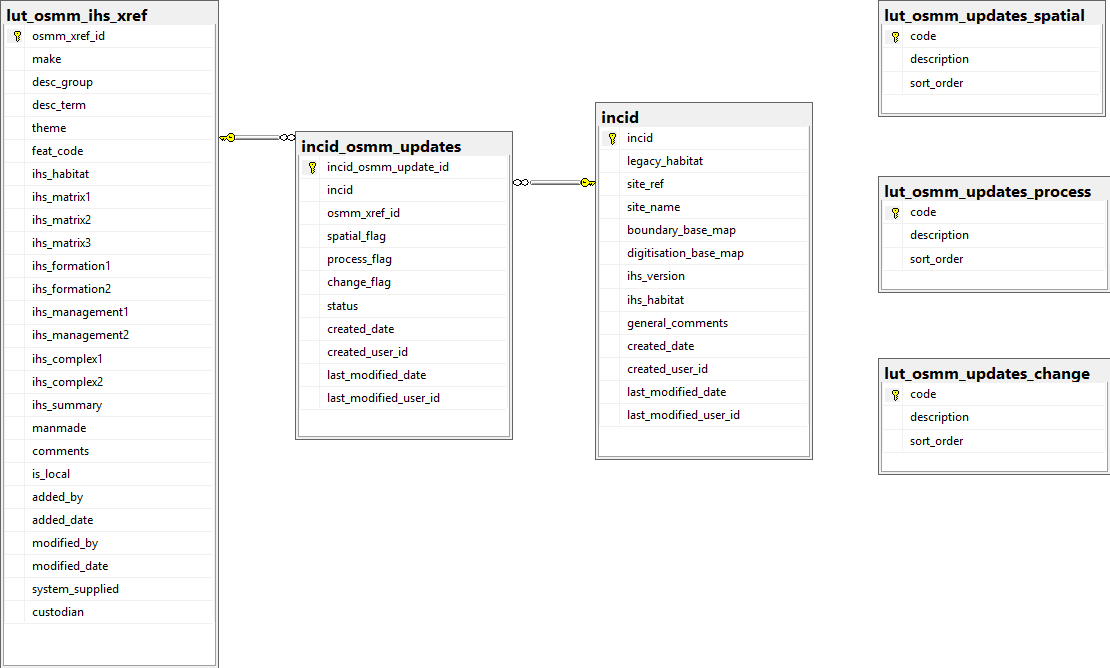 lut_osmm_ihs_xref
osmm_xref_id
make
desc_group
desc_term
theme
feat_code
ihs_habitat
ihs_matrix1
ihs_matrix2
ihs_matrix3
ihs_formation1
ihs_formation2
ihs_management1
ihs_management2
ihs_complex1
ihs_complex2
ihs_summary
manmade
comments
is_local
added_by
added_date
modified_by
modified_date
system_supplied
custodian
incid_osmm_updates
incid_osmm_update_id
incid
osmm_xref_id
spatial_flag
process_flag
change_flag
status
created_date
created_user_id
last_modified_date
last_modified_user_id
incid
incid
legacy_habitat
site_ref
site_name
boundary_base_map
digitisation_base_map
ihs_version
ihs_habitat
general_comments
created_date
created_user_id
last_modified_date
last_modified_user_id
lut_osmm_updates_spatial
code
description
sort_order
lut_osmm_updates_process
code
description
sort_order
lut_osmm_updates_change
code
description
sort_order